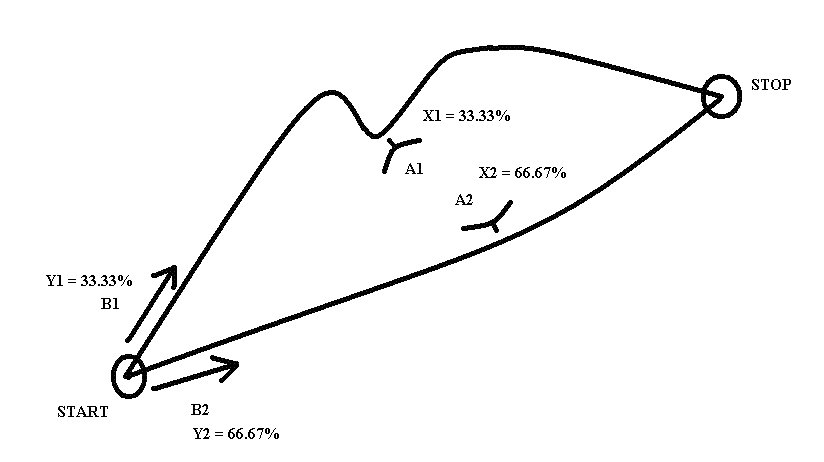 STOP
X1 = 33.33%
A1
X2 = 66.67%
A2
Y1 = 33.33%
B1
START
B2
Y2 = 66.67%